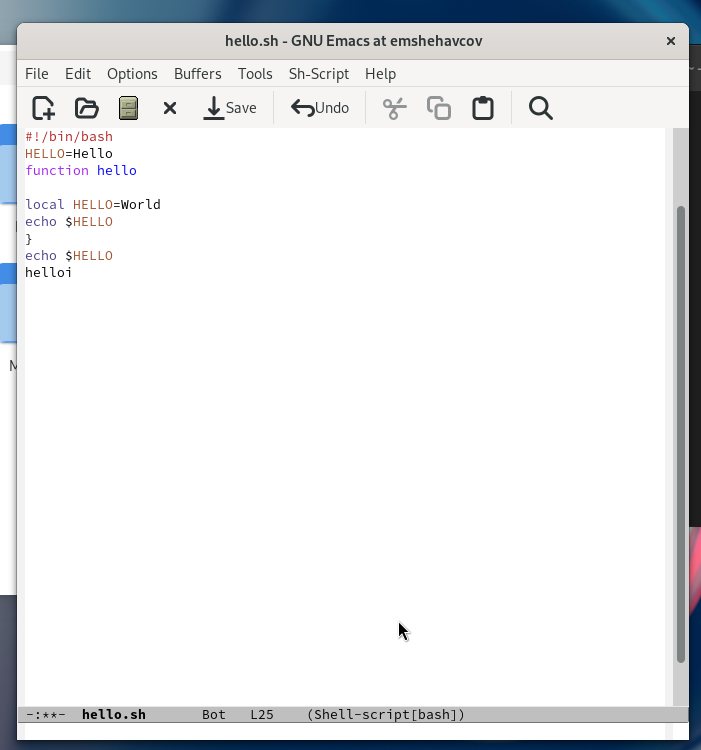 hello.sh - GNU Emacs at emshehavcov
File Edit Options Buffers Tools Sh-Script Help
Save Undo
#!/bin/bash
HELLO=Hello
function hello
local HELLO=World
echo $HELLO
}
echo $HELLO
helloi
-:**- hello.sh Bot L25 (Shell-script[bash])